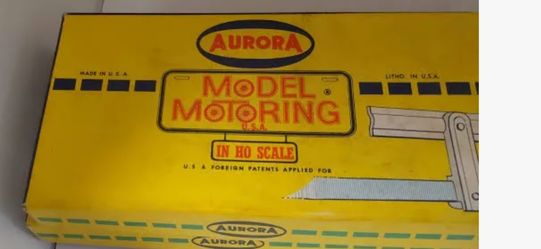 AURORA
MADE IN U.S.A.
LITHO. IN U.S.A.
MODEL ®
MOTORING
U.S.A.
IN HO SCALE
U.S & FOREIGN PATENTS APPLIED FOR
AURORA
AURORA